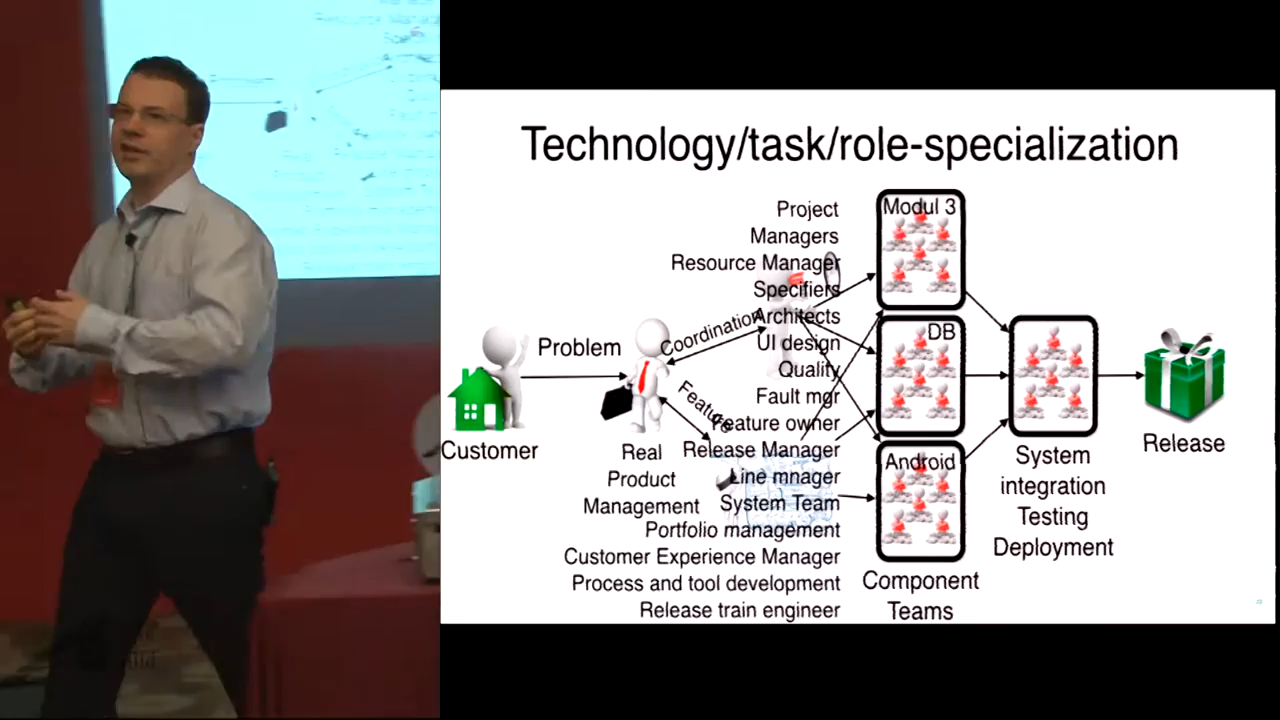 Technology/task/role-specialization
Project
Managers
Resource Manager
Specifiers
Architects
UI design
Quality
Fault mgr
Feature owner
Release Manager
Line mnager
System Team
Portfolio management
Customer Experience Manager
Process and tool development
Release train engineer
Customer
Problem
Real
Product
Management
Coordination
Feature
Modul 3
DB
Android
Component
Teams
System
integration
Testing
Deployment
Release